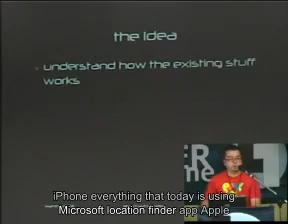 the idea
understand how the existing stuff
works
iPhone everything that today is using
Microsoft location finder app Apple